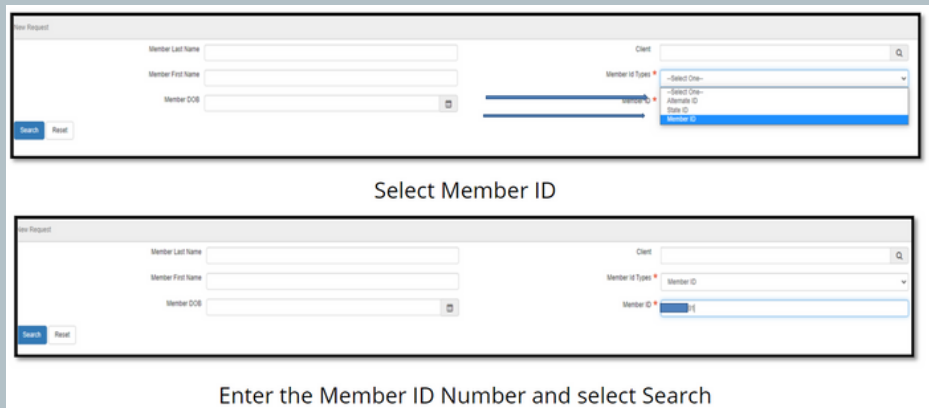 New Request
Member Last Name
Client
Member First Name
Member Id Types * --Select One--
--Select One--
Alternate ID
State ID
Member ID
Member DOB
Member ID *
Search Reset
Select Member ID
New Request
Member Last Name
Client
Member First Name
Member Id Types * Member ID
Member DOB
Member ID *
Search Reset
Enter the Member ID Number and select Search